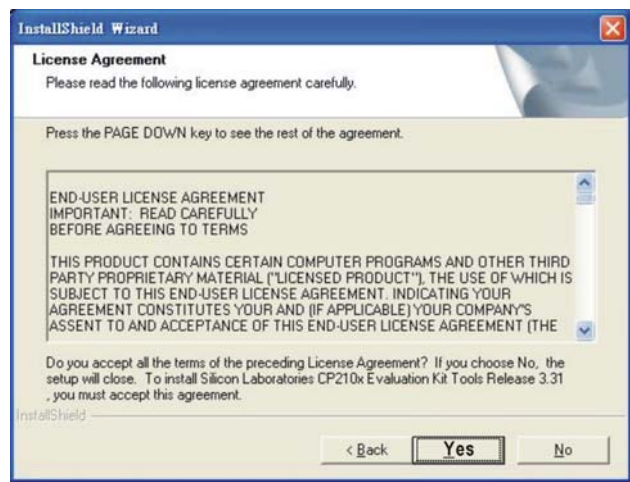 InstallShield Wizard
License Agreement
Please read the following license agreement carefully.
Press the PAGE DOWN key to see the rest of the agreement.
END-USER LICENSE AGREEMENT
IMPORTANT: READ CAREFULLY
BEFORE AGREEING TO TERMS
THIS PRODUCT CONTAINS CERTAIN COMPUTER PROGRAMS AND OTHER THIRD
PARTY PROPRIETARY MATERIAL ("LICENSED PRODUCT"), THE USE OF WHICH IS
SUBJECT TO THIS END-USER LICENSE AGREEMENT. INDICATING YOUR
AGREEMENT CONSTITUTES YOUR AND (IF APPLICABLE) YOUR COMPANY'S
ASSENT TO AND ACCEPTANCE OF THIS END-USER LICENSE AGREEMENT (THE
Do you accept all the terms of the preceding License Agreement? If you choose No, the
setup will close. To install Silicon Laboratories CP210x Evaluation Kit Tools Release 3.31
, you must accept this agreement.
InstallShield
< Back Yes No